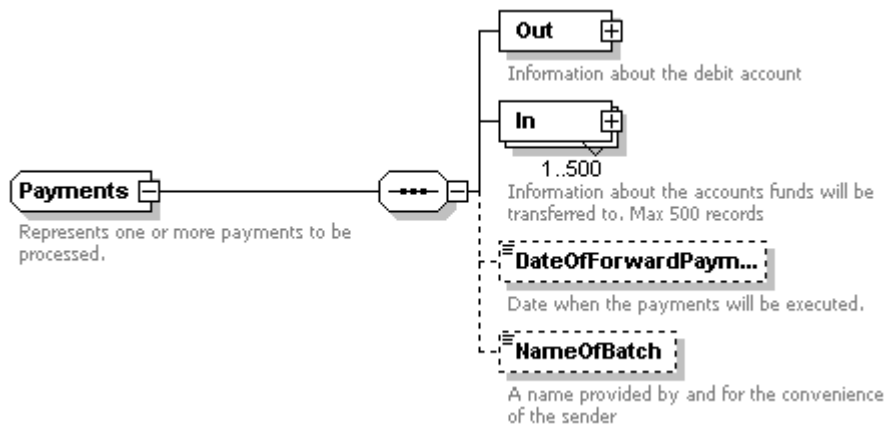 Out
Information about the debit account
In
1..500
Information about the accounts funds will be
transferred to. Max 500 records
Payments
Represents one or more payments to be
processed.
DateOfForwardPaym...
Date when the payments will be executed.
NameOfBatch
A name provided by and for the convenience
of the sender